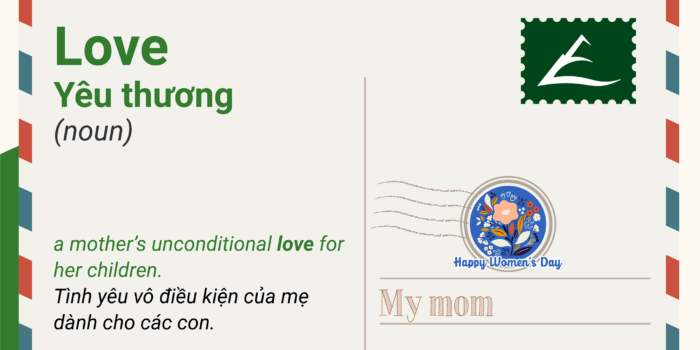 Love
Yêu thương
(noun)
a mother's unconditional love for
her children.
Tình yêu vô điều kiện của mẹ
dành cho các con.
Happy Women's Day
My mom